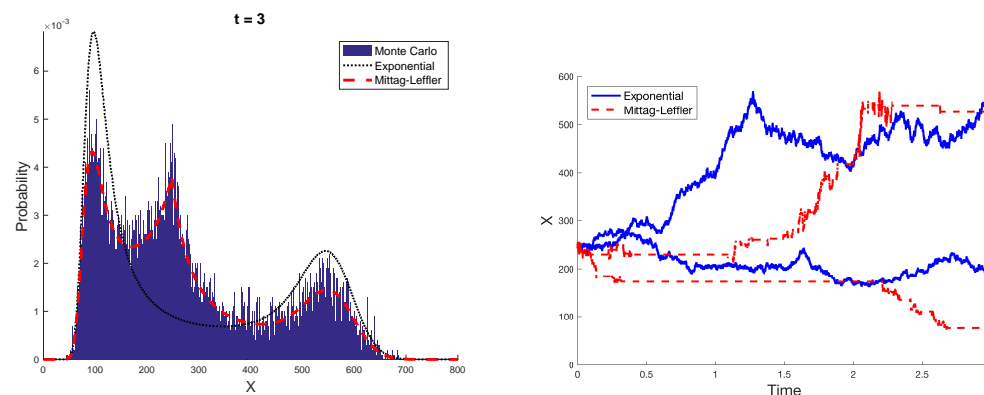 t = 3
×10⁻³
6
5
4
3
2
1
0
Probability
0 100 200 300 400 500 600 700 800
X
Monte Carlo
Exponential
Mittag-Leffler
600
500
400
300
200
100
0
X
0 0.5 1 1.5 2 2.5 3
Time
Exponential
Mittag-Leffler